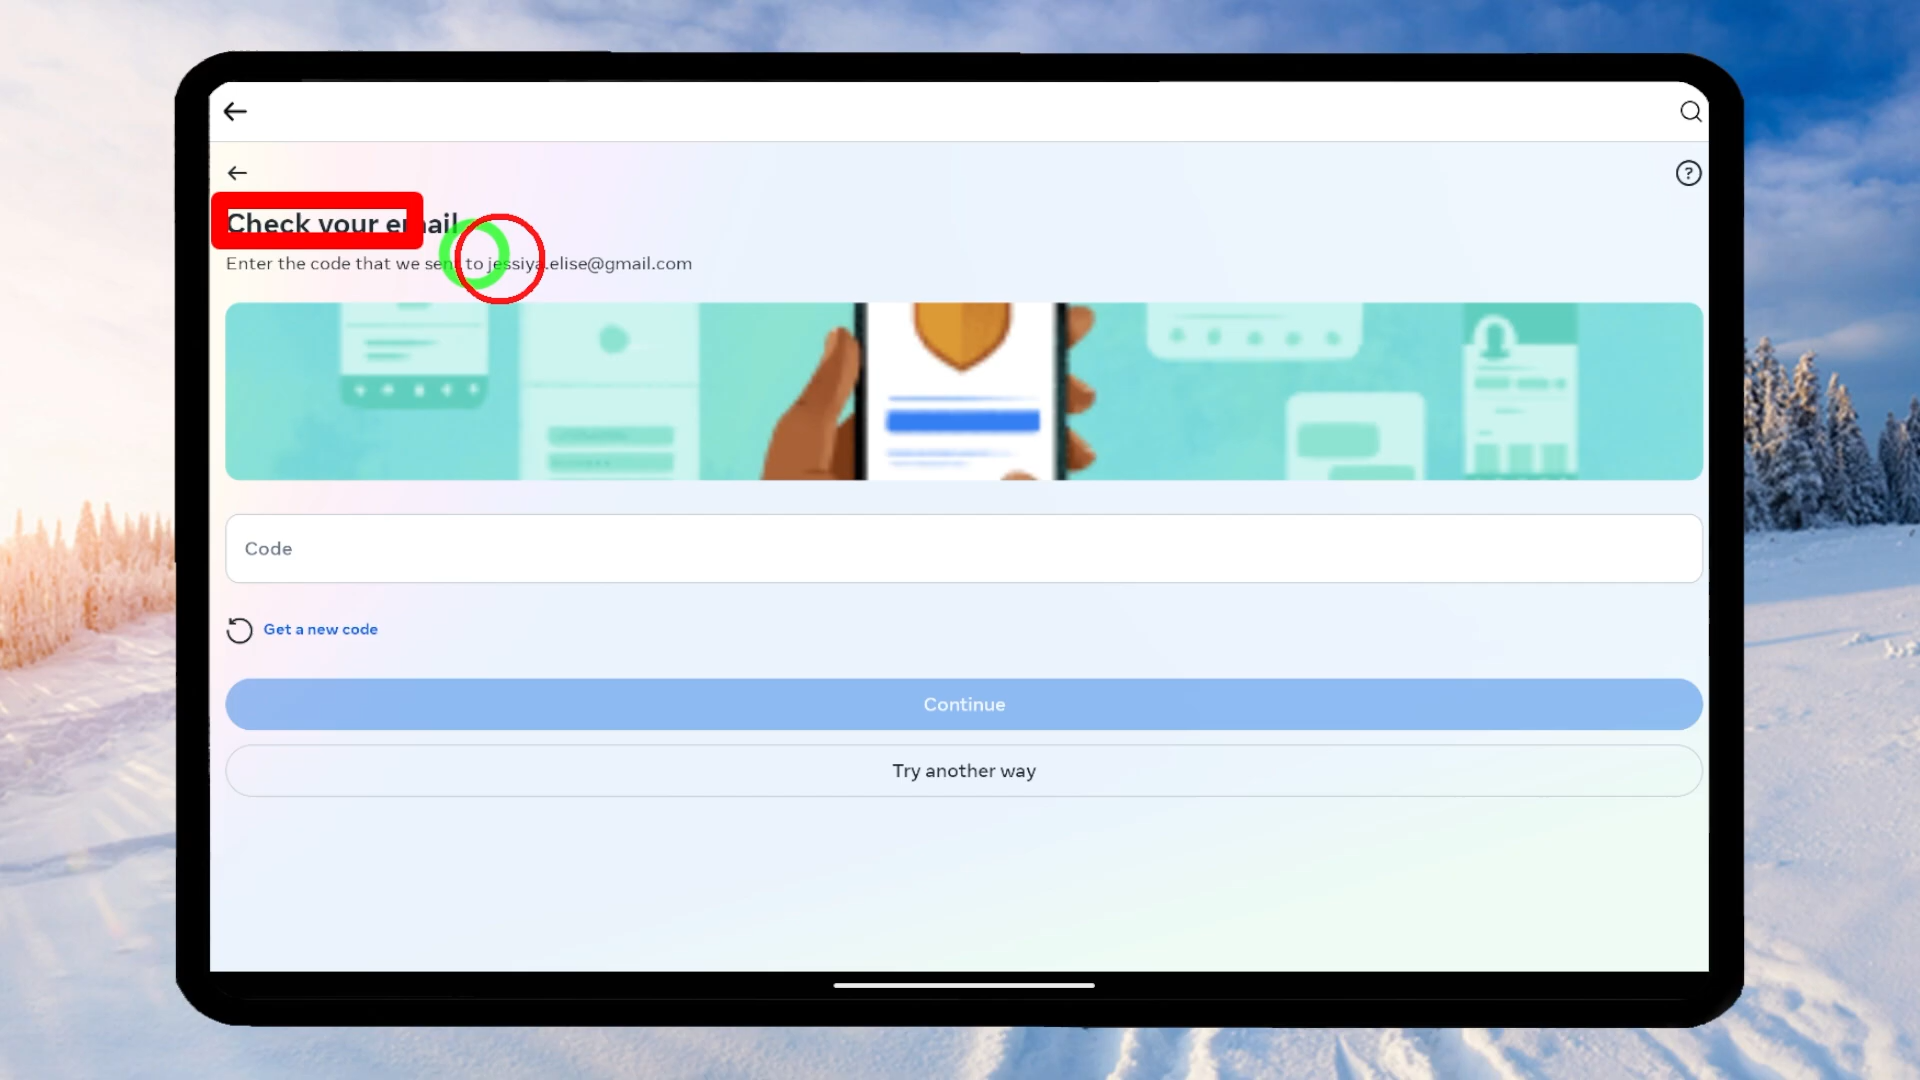 Check your email
Enter the code that we sent to jessiya.elise@gmail.com
Code
Get a new code
Continue
Try another way